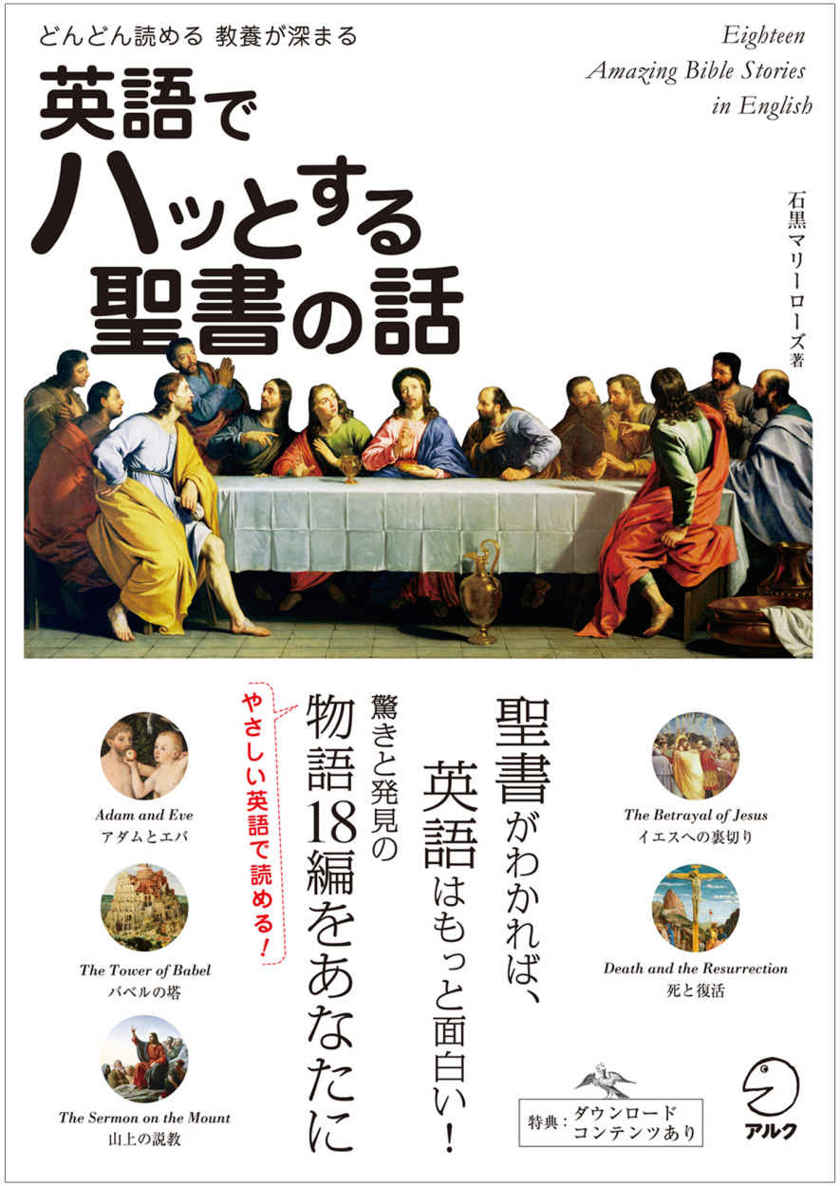 どんどん読める 教養が深まる
英語で
ハッとする
聖書の話
Eighteen
Amazing Bible Stories
in English
石黒マリーローズ 著
聖書がわかれば、
英語はもっと面白い!
驚きと発見の
物語18編をあなたに
やさしい英語で読める!
Adam and Eve
アダムとエバ
The Tower of Babel
バベルの塔
The Sermon on the Mount
山上の説教
The Betrayal of Jesus
イエスへの裏切り
Death and the Resurrection
死と復活
特典:ダウンロード
コンテンツあり
アルク